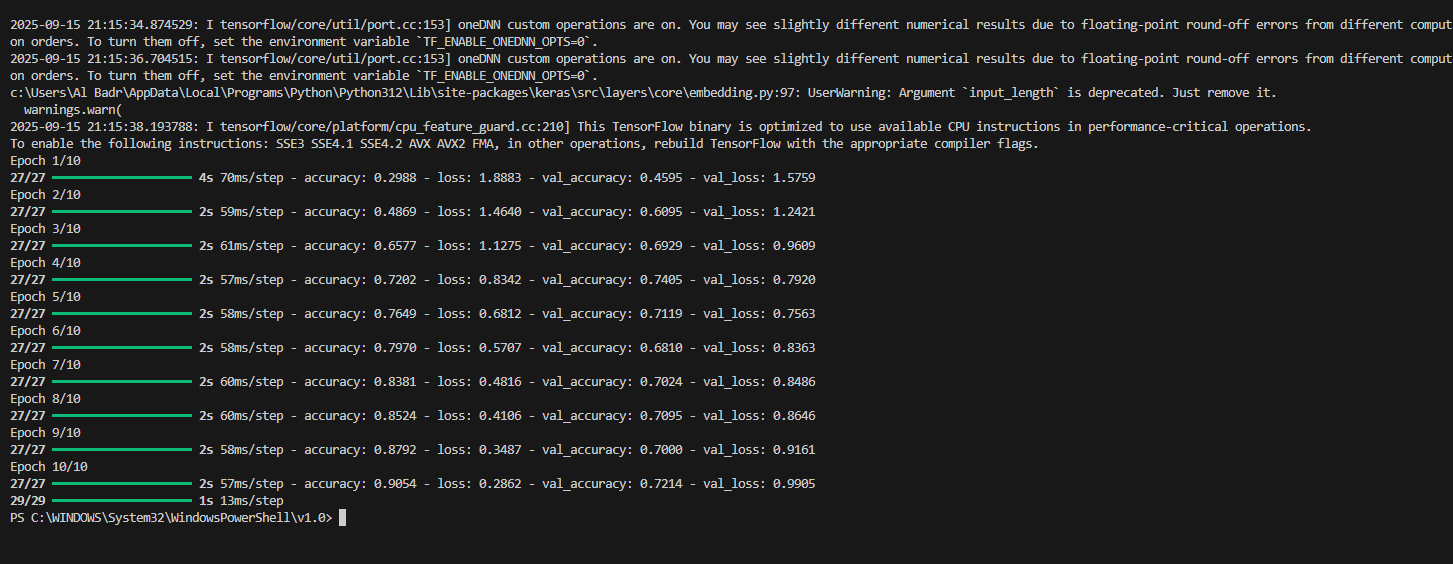 2025-09-15 21:15:34.874529: I tensorflow/core/util/port.cc:153] oneDNN custom operations are on. You may see slightly different numerical results due to floating-point round-off errors from different comput
on orders. To turn them off, set the environment variable `TF_ENABLE_ONEDNN_OPTS=0`.
2025-09-15 21:15:36.704515: I tensorflow/core/util/port.cc:153] oneDNN custom operations are on. You may see slightly different numerical results due to floating-point round-off errors from different comput
on orders. To turn them off, set the environment variable `TF_ENABLE_ONEDNN_OPTS=0`.
c:\Users\Al Badr\AppData\Local\Programs\Python\Python312\Lib\site-packages\keras\src\layers\core\embedding.py:97: UserWarning: Argument `input_length` is deprecated. Just remove it.
  warnings.warn(
2025-09-15 21:15:38.193788: I tensorflow/core/platform/cpu_feature_guard.cc:210] This TensorFlow binary is optimized to use available CPU instructions in performance-critical operations.
To enable the following instructions: SSE3 SSE4.1 SSE4.2 AVX AVX2 FMA, in other operations, rebuild TensorFlow with the appropriate compiler flags.
Epoch 1/10
27/27 4s 70ms/step - accuracy: 0.2988 - loss: 1.8883 - val_accuracy: 0.4595 - val_loss: 1.5759
Epoch 2/10
27/27 2s 59ms/step - accuracy: 0.4869 - loss: 1.4640 - val_accuracy: 0.6095 - val_loss: 1.2421
Epoch 3/10
27/27 2s 61ms/step - accuracy: 0.6577 - loss: 1.1275 - val_accuracy: 0.6929 - val_loss: 0.9609
Epoch 4/10
27/27 2s 57ms/step - accuracy: 0.7202 - loss: 0.8342 - val_accuracy: 0.7405 - val_loss: 0.7920
Epoch 5/10
27/27 2s 58ms/step - accuracy: 0.7649 - loss: 0.6812 - val_accuracy: 0.7119 - val_loss: 0.7563
Epoch 6/10
27/27 2s 58ms/step - accuracy: 0.7970 - loss: 0.5707 - val_accuracy: 0.6810 - val_loss: 0.8363
Epoch 7/10
27/27 2s 60ms/step - accuracy: 0.8381 - loss: 0.4816 - val_accuracy: 0.7024 - val_loss: 0.8486
Epoch 8/10
27/27 2s 60ms/step - accuracy: 0.8524 - loss: 0.4106 - val_accuracy: 0.7095 - val_loss: 0.8646
Epoch 9/10
27/27 2s 58ms/step - accuracy: 0.8792 - loss: 0.3487 - val_accuracy: 0.7000 - val_loss: 0.9161
Epoch 10/10
27/27 2s 57ms/step - accuracy: 0.9054 - loss: 0.2862 - val_accuracy: 0.7214 - val_loss: 0.9905
29/29 1s 13ms/step
PS C:\WINDOWS\System32\WindowsPowerShell\v1.0>